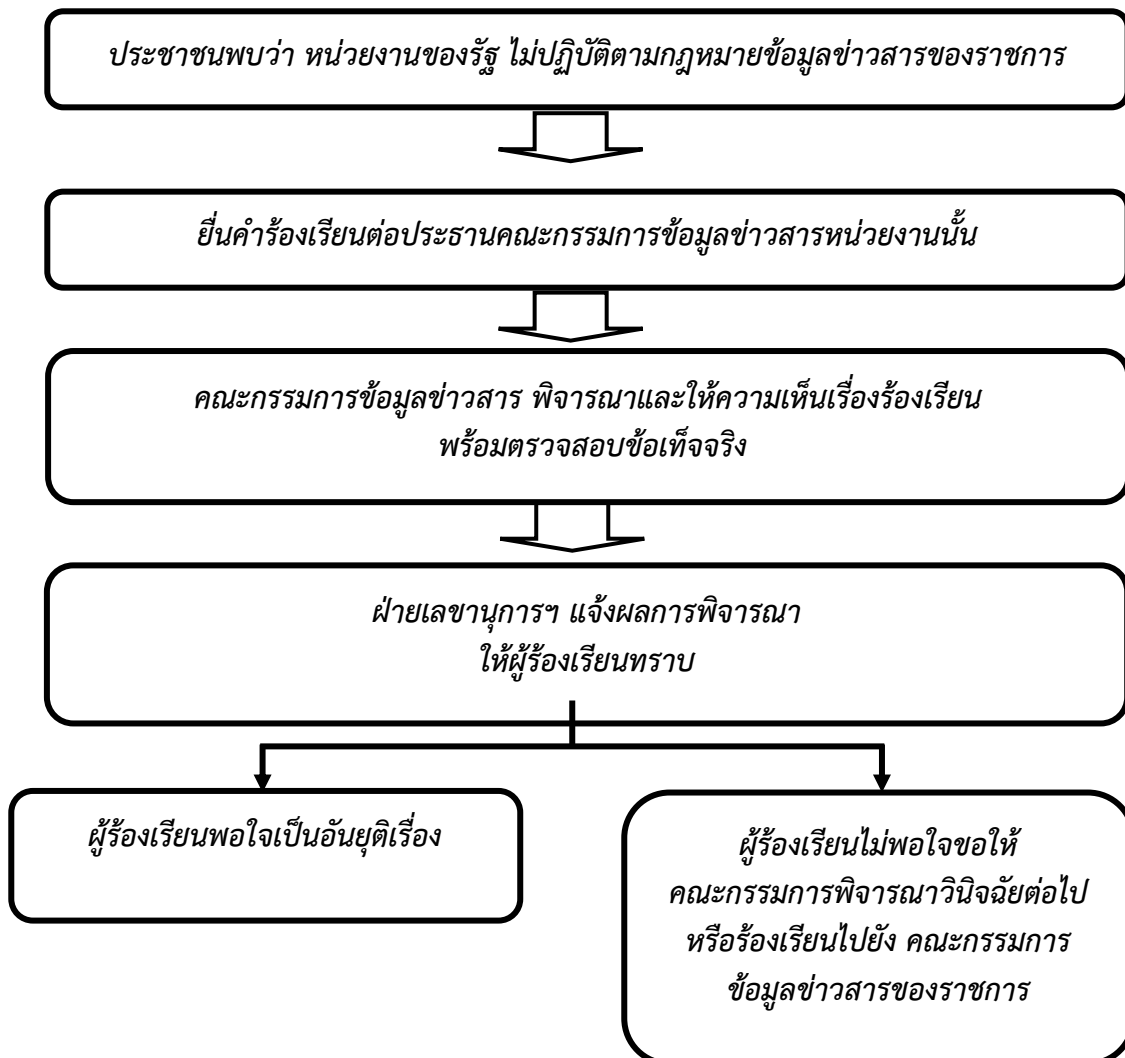 ประชาชนพบว่า หน่วยงานของรัฐ ไม่ปฏิบัติตามกฎหมายข้อมูลข่าวสารของราชการ
ยื่นคำร้องเรียนต่อประธานคณะกรรมการข้อมูลข่าวสารหน่วยงานนั้น
คณะกรรมการข้อมูลข่าวสาร พิจารณาและให้ความเห็นเรื่องร้องเรียน
พร้อมตรวจสอบข้อเท็จจริง
ฝ่ายเลขานุการฯ แจ้งผลการพิจารณา
ให้ผู้ร้องเรียนทราบ
ผู้ร้องเรียนพอใจเป็นอันยุติเรื่อง
ผู้ร้องเรียนไม่พอใจขอให้
คณะกรรมการพิจารณาวินิจฉัยต่อไป
หรือร้องเรียนไปยัง คณะกรรมการ
ข้อมูลข่าวสารของราชการ